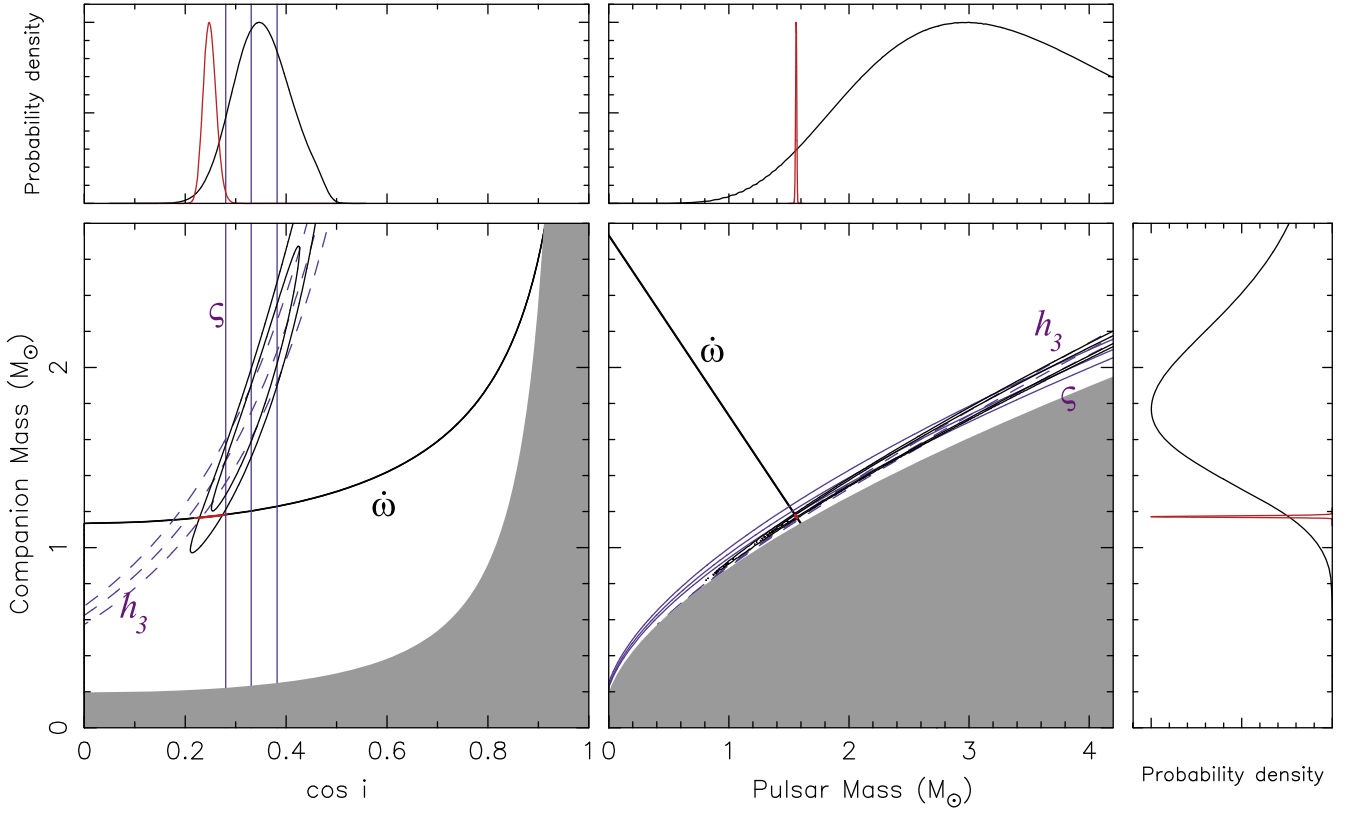 Probability density
ς
ω̇
h₃
Companion Mass (M⊙)
0
1
2
0
0.2
0.4
0.6
0.8
1
cos i
h₃
ω̇
ς
0
1
2
3
4
Pulsar Mass (M⊙)
Probability density